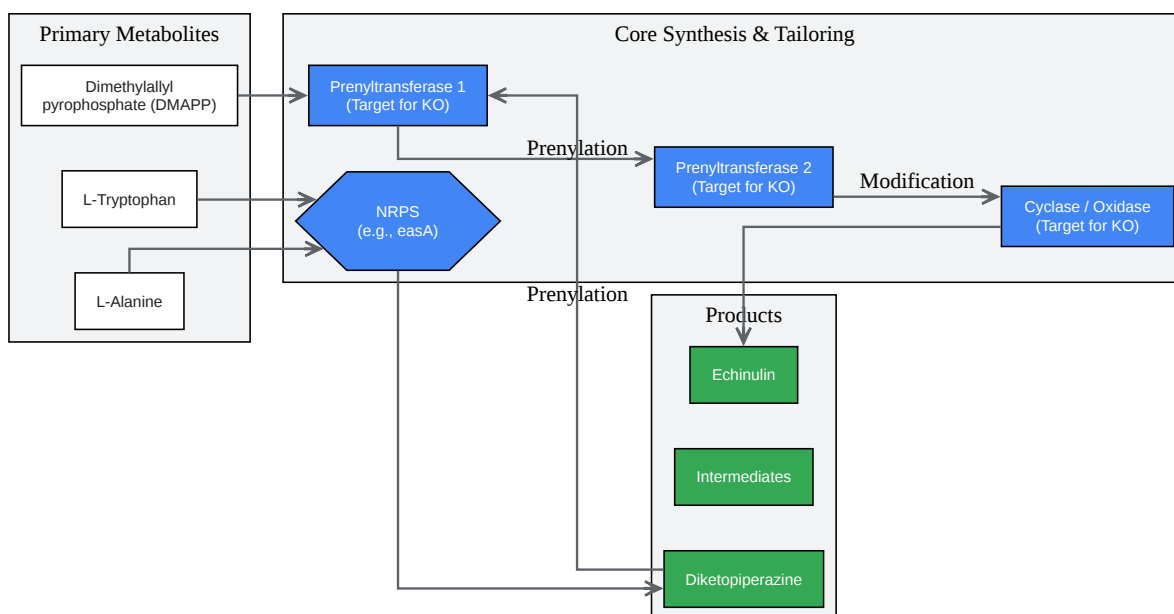 Primary Metabolites
Core Synthesis & Tailoring
Dimethylallyl
pyrophosphate (DMAPP)
Prenyltransferase 1
(Target for KO)
Prenylation
Prenyltransferase 2
(Target for KO)
Modification
Cyclase / Oxidase
(Target for KO)
L-Tryptophan
NRPS
(e.g., easA)
L-Alanine
Prenylation
Products
Echinulin
Intermediates
Diketopiperazine